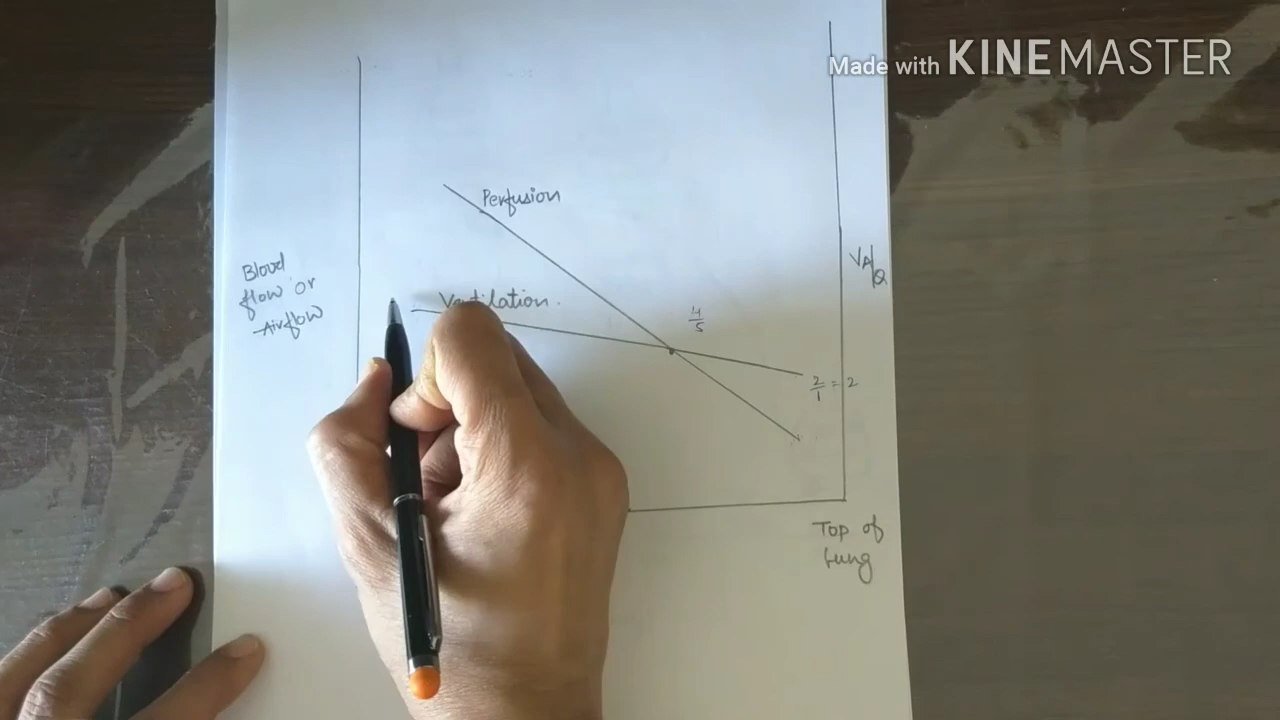 Made with KINEMASTER
Perfusion
Blood
flow or
Airflow
Ventilation.
VA/Q
4/5
2/1 = 2
Top of
Lung